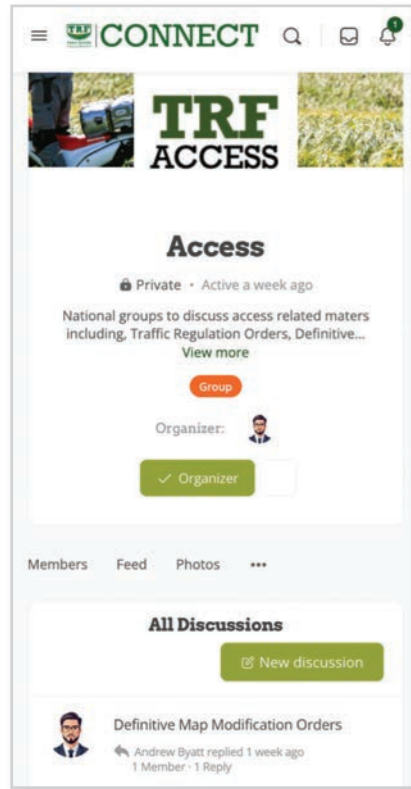 TRF CONNECT
TRF
ACCESS
Access
Private · Active a week ago
National groups to discuss access related maters
including, Traffic Regulation Orders, Definitive...
View more
Group
Organizer:
Organizer
Members Feed Photos •••
All Discussions
New discussion
Definitive Map Modification Orders
Andrew Byatt replied 1 week ago
1 Member · 1 Reply